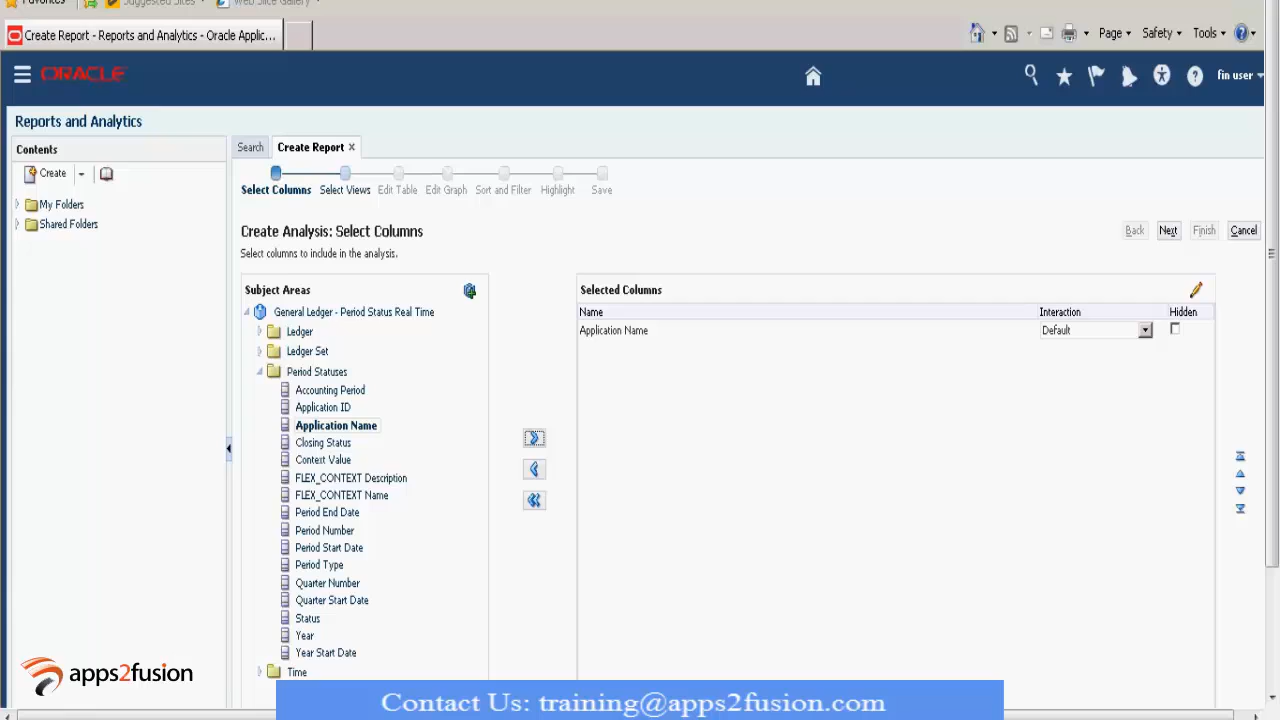 Favorites
Suggested Sites
Web Slice Gallery
Create Report - Reports and Analytics - Oracle Applic...
Page
Safety
Tools
ORACLE
fin user
Reports and Analytics
Contents
Search
Create Report
Create
My Folders
Shared Folders
Select Columns
Select Views
Edit Table
Edit Graph
Sort and Filter
Highlight
Save
Create Analysis: Select Columns
Back
Next
Finish
Cancel
Select columns to include in the analysis.
Subject Areas
General Ledger - Period Status Real Time
Ledger
Ledger Set
Period Statuses
Accounting Period
Application ID
Application Name
Closing Status
Context Value
FLEX_CONTEXT Description
FLEX_CONTEXT Name
Period End Date
Period Number
Period Start Date
Period Type
Quarter Number
Quarter Start Date
Status
Year
Year Start Date
Time
Selected Columns
Name
Interaction
Hidden
Application Name
Default
apps2fusion
Contact Us: training@apps2fusion.com